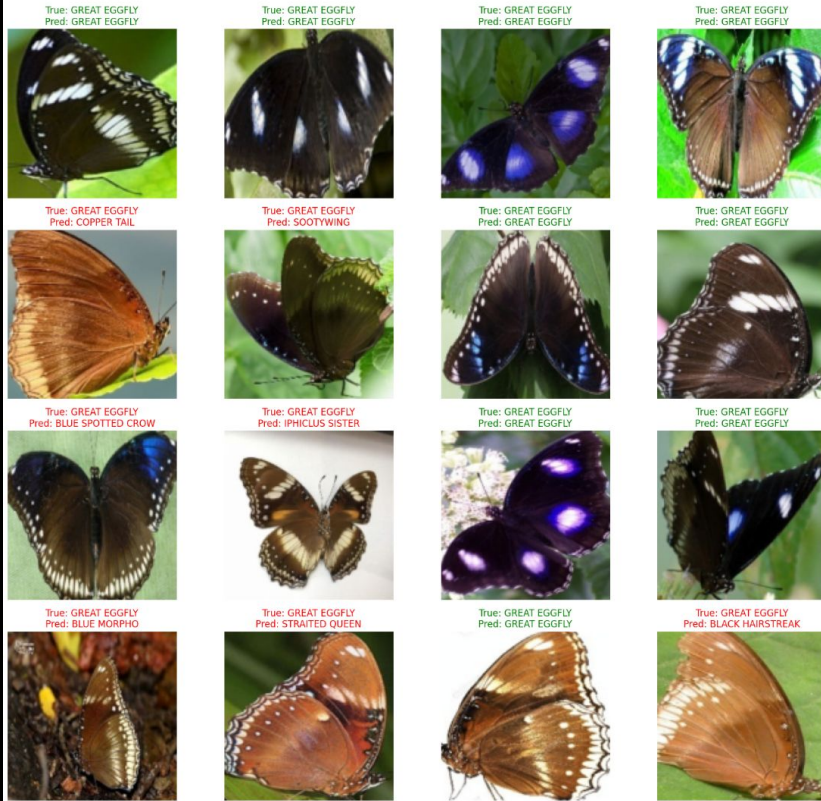 True: GREAT EGGFLY
Pred: GREAT EGGFLY
True: GREAT EGGFLY
Pred: GREAT EGGFLY
True: GREAT EGGFLY
Pred: GREAT EGGFLY
True: GREAT EGGFLY
Pred: GREAT EGGFLY
True: GREAT EGGFLY
Pred: COPPER TAIL
True: GREAT EGGFLY
Pred: SOOTYWING
True: GREAT EGGFLY
Pred: GREAT EGGFLY
True: GREAT EGGFLY
Pred: GREAT EGGFLY
True: GREAT EGGFLY
Pred: BLUE SPOTTED CROW
True: GREAT EGGFLY
Pred: IPHICLUS SISTER
True: GREAT EGGFLY
Pred: GREAT EGGFLY
True: GREAT EGGFLY
Pred: GREAT EGGFLY
True: GREAT EGGFLY
Pred: BLUE MORPHO
True: GREAT EGGFLY
Pred: STRAITED QUEEN
True: GREAT EGGFLY
Pred: GREAT EGGFLY
True: GREAT EGGFLY
Pred: BLACK HAIRSTREAK